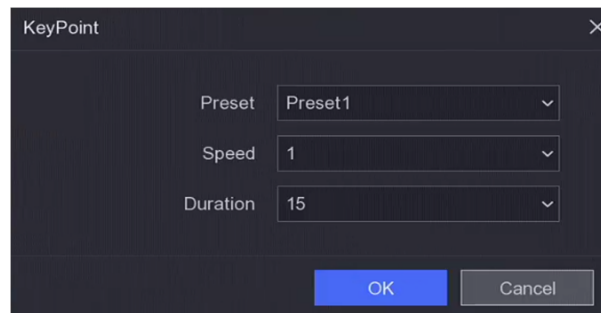 KeyPoint
Preset Preset1
Speed 1
Duration 15
OK Cancel